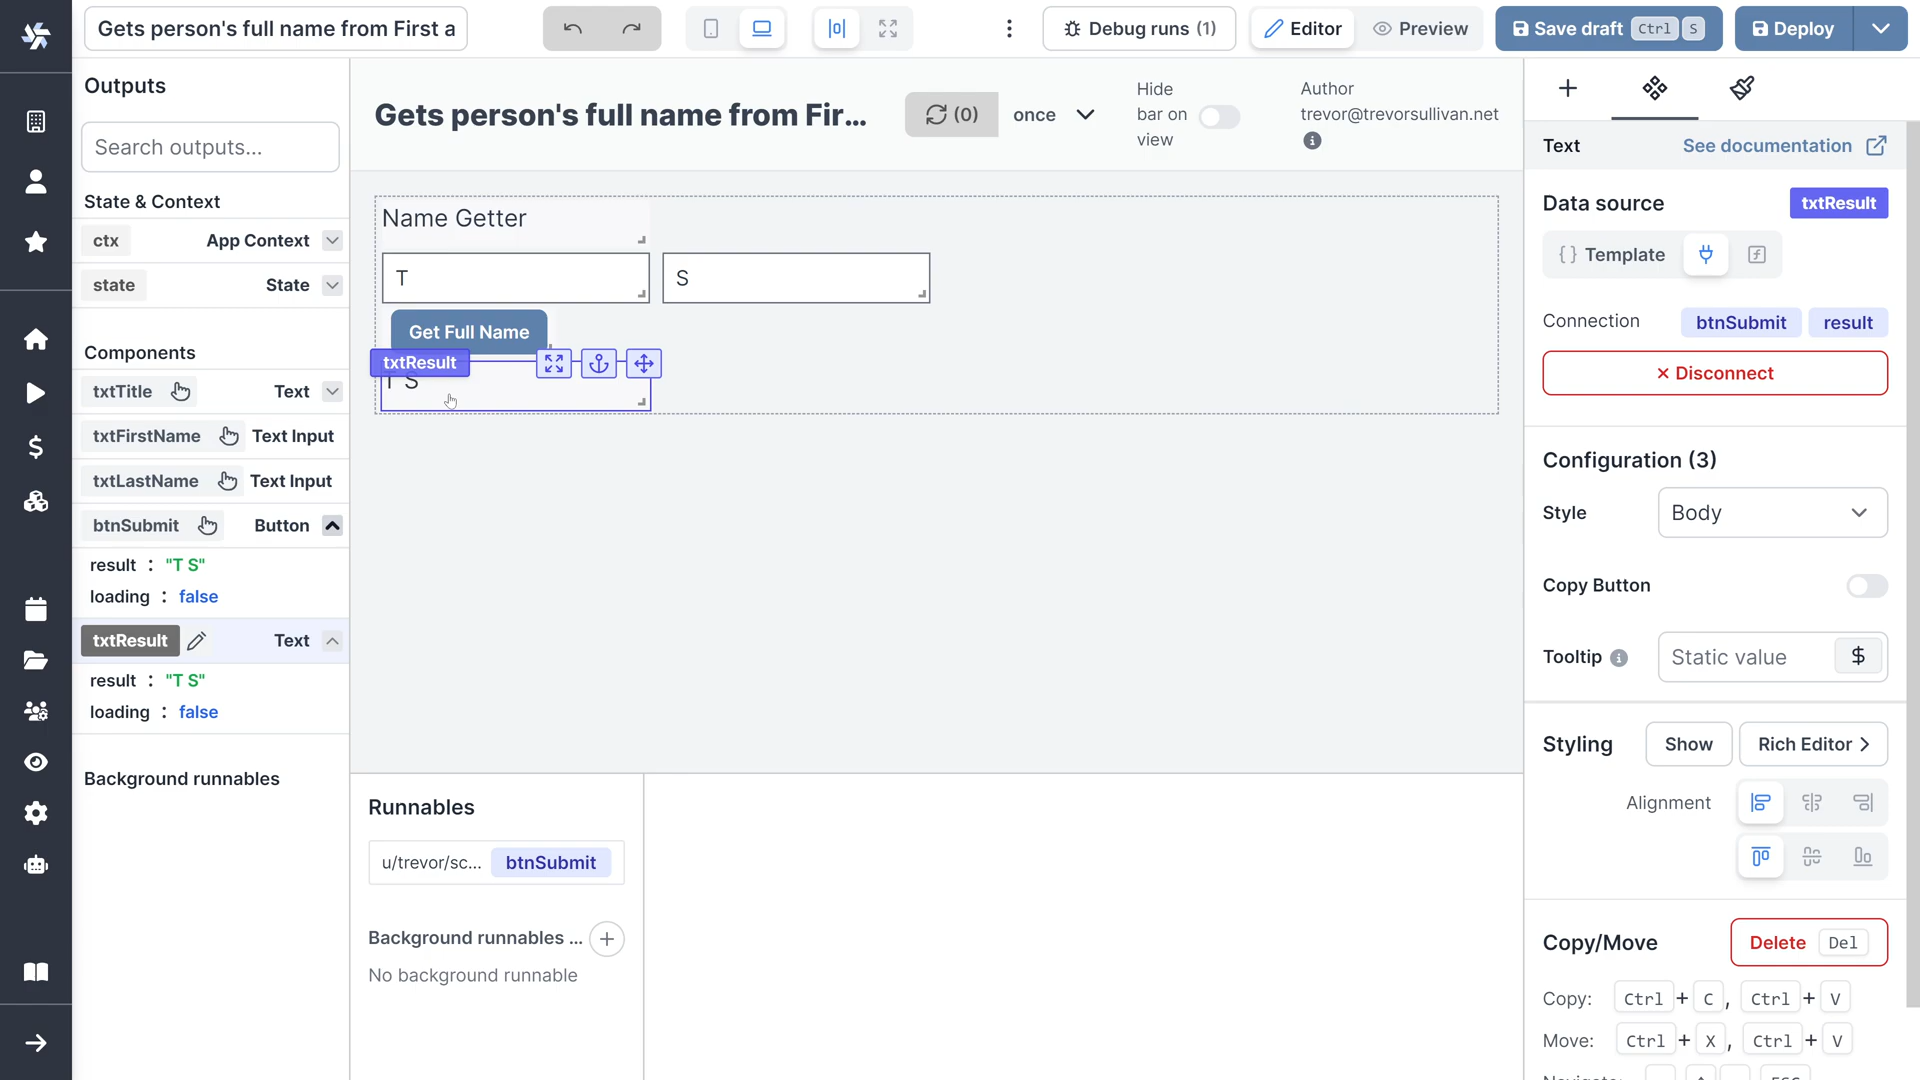 Gets person's full name from First a
Debug runs (1)
Editor
Preview
Save draft Ctrl S
Deploy
Outputs
Search outputs...
State & Context
ctx App Context
state State
Components
txtTitle Text
txtFirstName Text Input
txtLastName Text Input
btnSubmit Button
result : "T S"
loading : false
txtResult Text
result : "T S"
loading : false
Background runnables
Gets person's full name from Fir...
(0) once
Hide
bar on
view
Author
trevor@trevorsullivan.net
Name Getter
T
S
Get Full Name
txtResult
T S
Runnables
u/trevor/sc... btnSubmit
Background runnables ...
No background runnable
Text See documentation
Data source txtResult
{ } Template
Connection btnSubmit result
Disconnect
Configuration (3)
Style Body
Copy Button
Tooltip Static value $
Styling Show Rich Editor
Alignment
Copy/Move Delete Del
Copy: Ctrl + C, Ctrl + V
Move: Ctrl + X, Ctrl + V